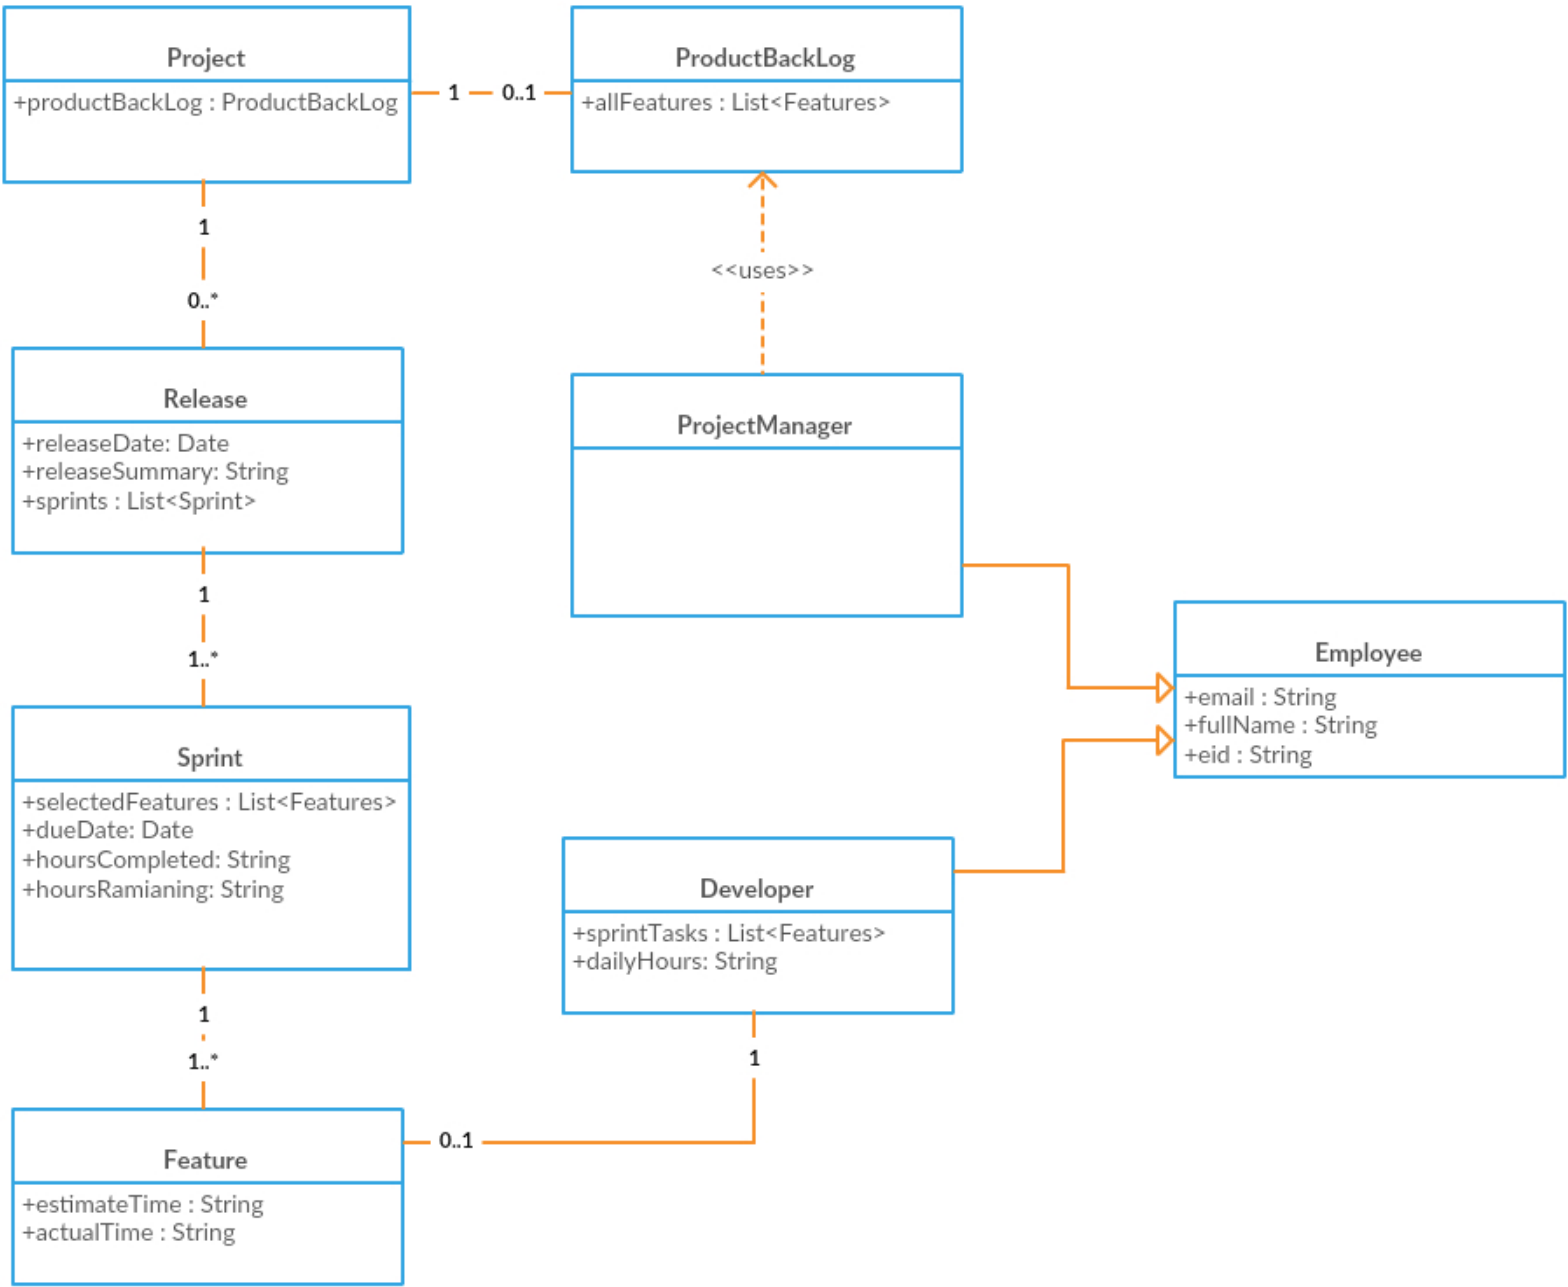 Project
+productBackLog : ProductBackLog
1
0..1
ProductBackLog
+allFeatures : List<Features>
1
0..*
<<uses>>
Release
+releaseDate: Date
+releaseSummary: String
+sprints : List<Sprint>
ProjectManager
1
1..*
Employee
+email : String
+fullName : String
+eid : String
Sprint
+selectedFeatures : List<Features>
+dueDate: Date
+hoursCompleted: String
+hoursRamianing: String
Developer
+sprintTasks : List<Features>
+dailyHours: String
1
1..*
1
0..1
Feature
+estimateTime : String
+actualTime : String